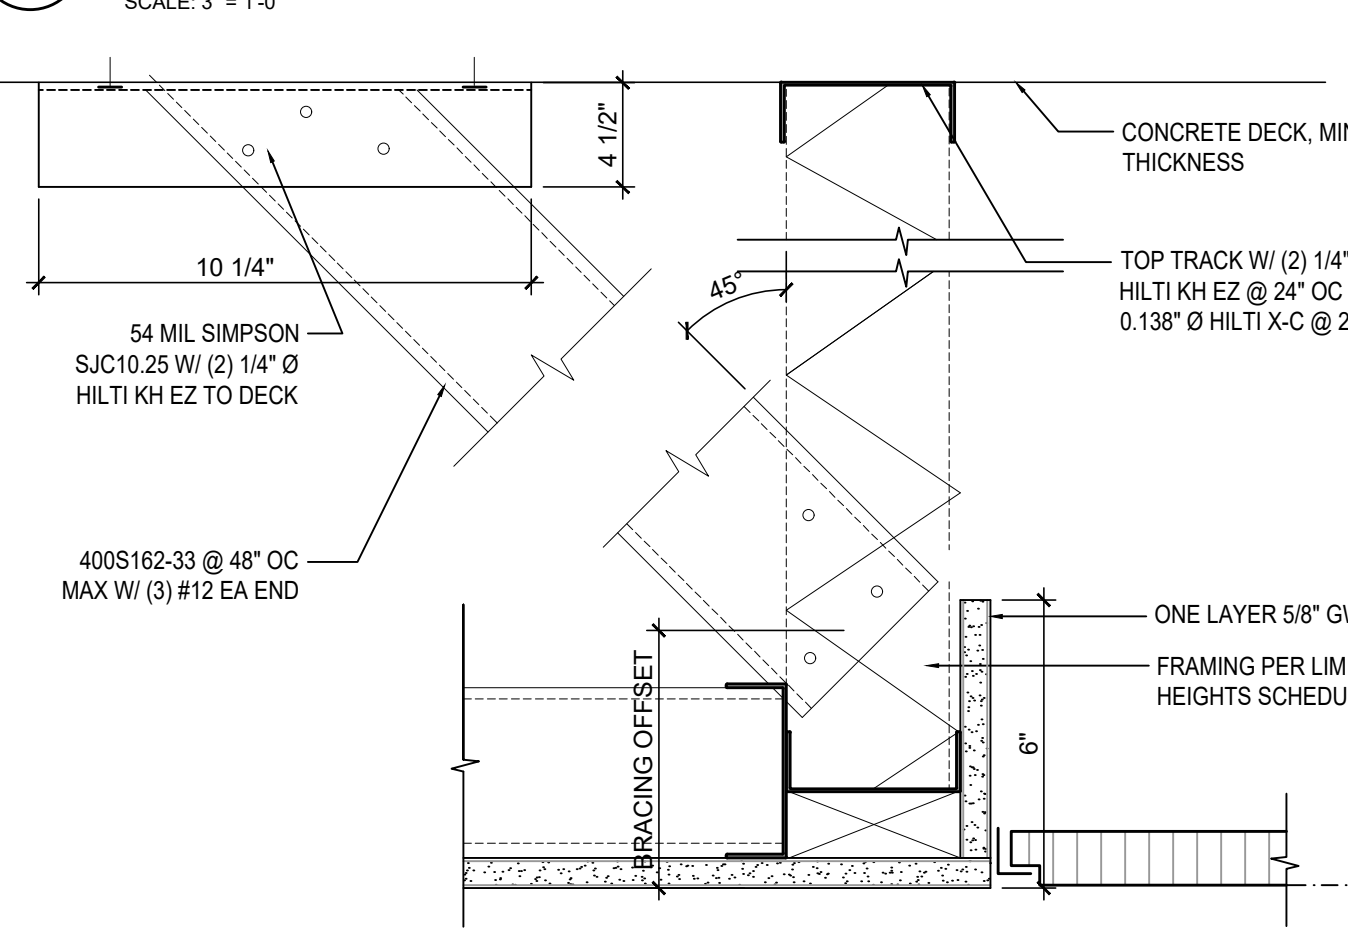 SCALE: 3" = 1'-0"
4 1/2"
10 1/4"
CONCRETE DECK, MIN
THICKNESS
TOP TRACK W/ (2) 1/4"
HILTI KH EZ @ 24" OC
0.138" Ø HILTI X-C @ 2
45°
54 MIL SIMPSON
SJC10.25 W/ (2) 1/4" Ø
HILTI KH EZ TO DECK
400S162-33 @ 48" OC
MAX W/ (3) #12 EA END
ONE LAYER 5/8"
FRAMING PER LIM
HEIGHTS SCHEDU
BRACING OFFSET
6"